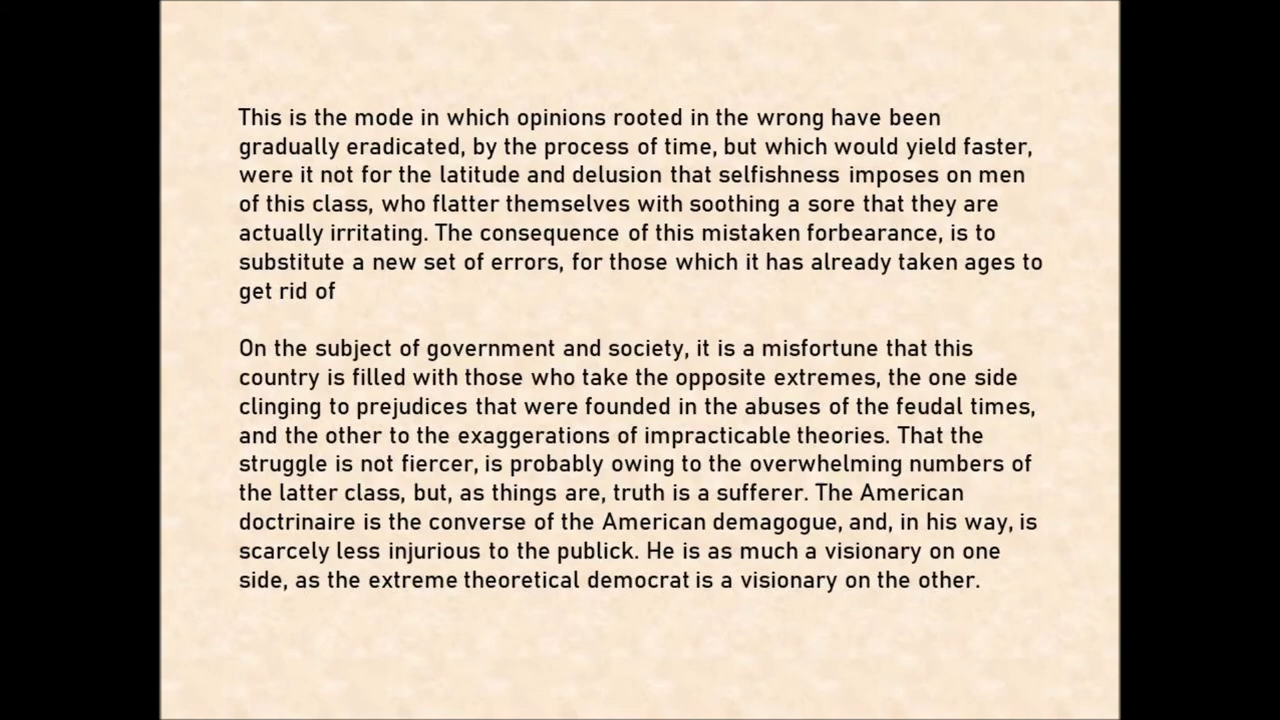 This is the mode in which opinions rooted in the wrong have been
gradually eradicated, by the process of time, but which would yield faster,
were it not for the latitude and delusion that selfishness imposes on men
of this class, who flatter themselves with soothing a sore that they are
actually irritating. The consequence of this mistaken forbearance, is to
substitute a new set of errors, for those which it has already taken ages to
get rid of
On the subject of government and society, it is a misfortune that this
country is filled with those who take the opposite extremes, the one side
clinging to prejudices that were founded in the abuses of the feudal times,
and the other to the exaggerations of impracticable theories. That the
struggle is not fiercer, is probably owing to the overwhelming numbers of
the latter class, but, as things are, truth is a sufferer. The American
doctrinaire is the converse of the American demagogue, and, in his way, is
scarcely less injurious to the publick. He is as much a visionary on one
side, as the extreme theoretical democrat is a visionary on the other.